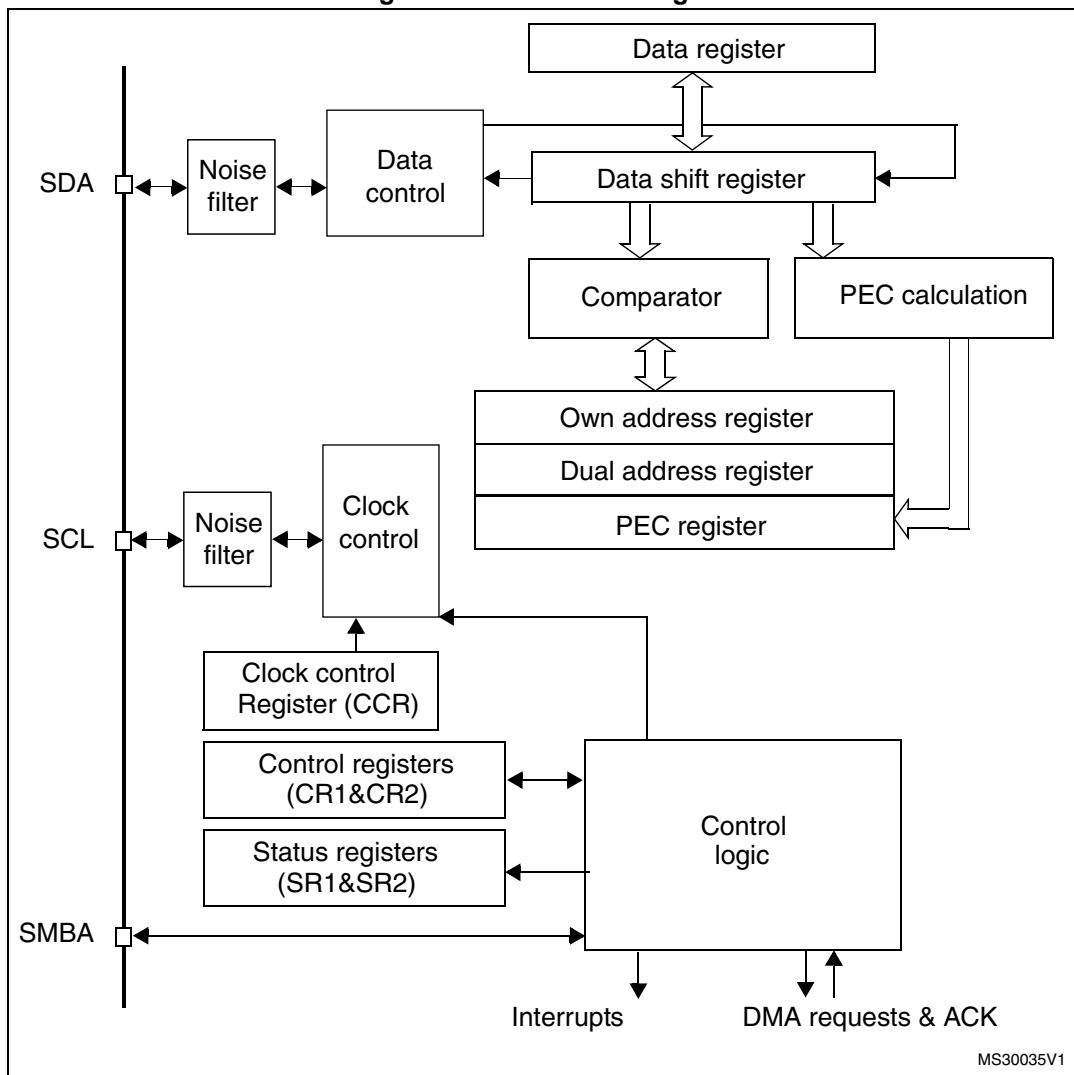 Data register
SDA
Noise
filter
Data
control
Data shift register
Comparator
PEC calculation
Own address register
Dual address register
PEC register
SCL
Noise
filter
Clock
control
Clock control
Register (CCR)
Control registers
(CR1&CR2)
Status registers
(SR1&SR2)
Control
logic
SMBA
Interrupts
DMA requests & ACK
MS30035V1